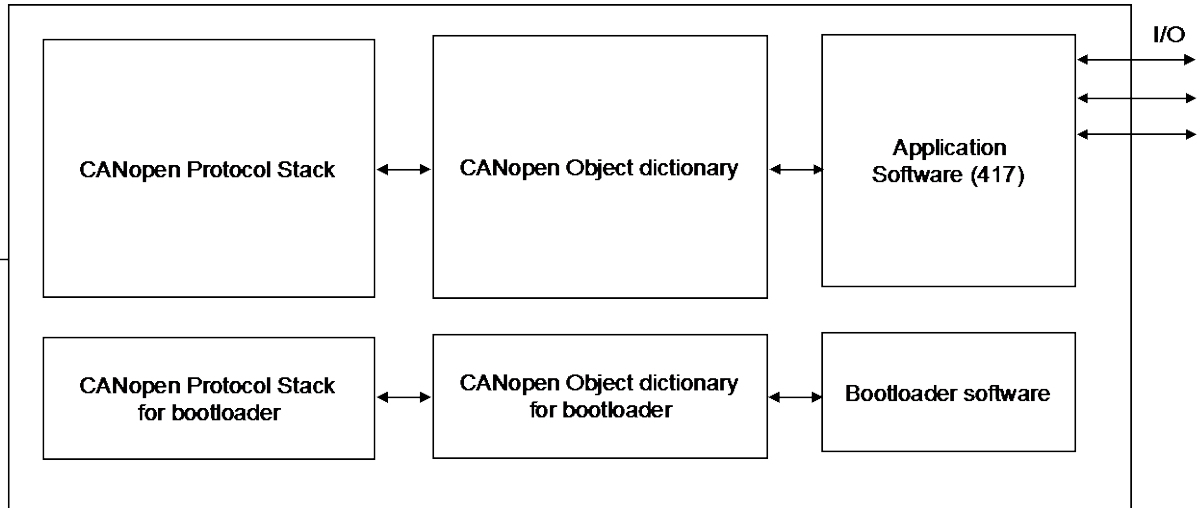 I/O
CANopen Protocol Stack
CANopen Object dictionary
Application
Software (417)
CANopen Protocol Stack
for bootloader
CANopen Object dictionary
for bootloader
Bootloader software